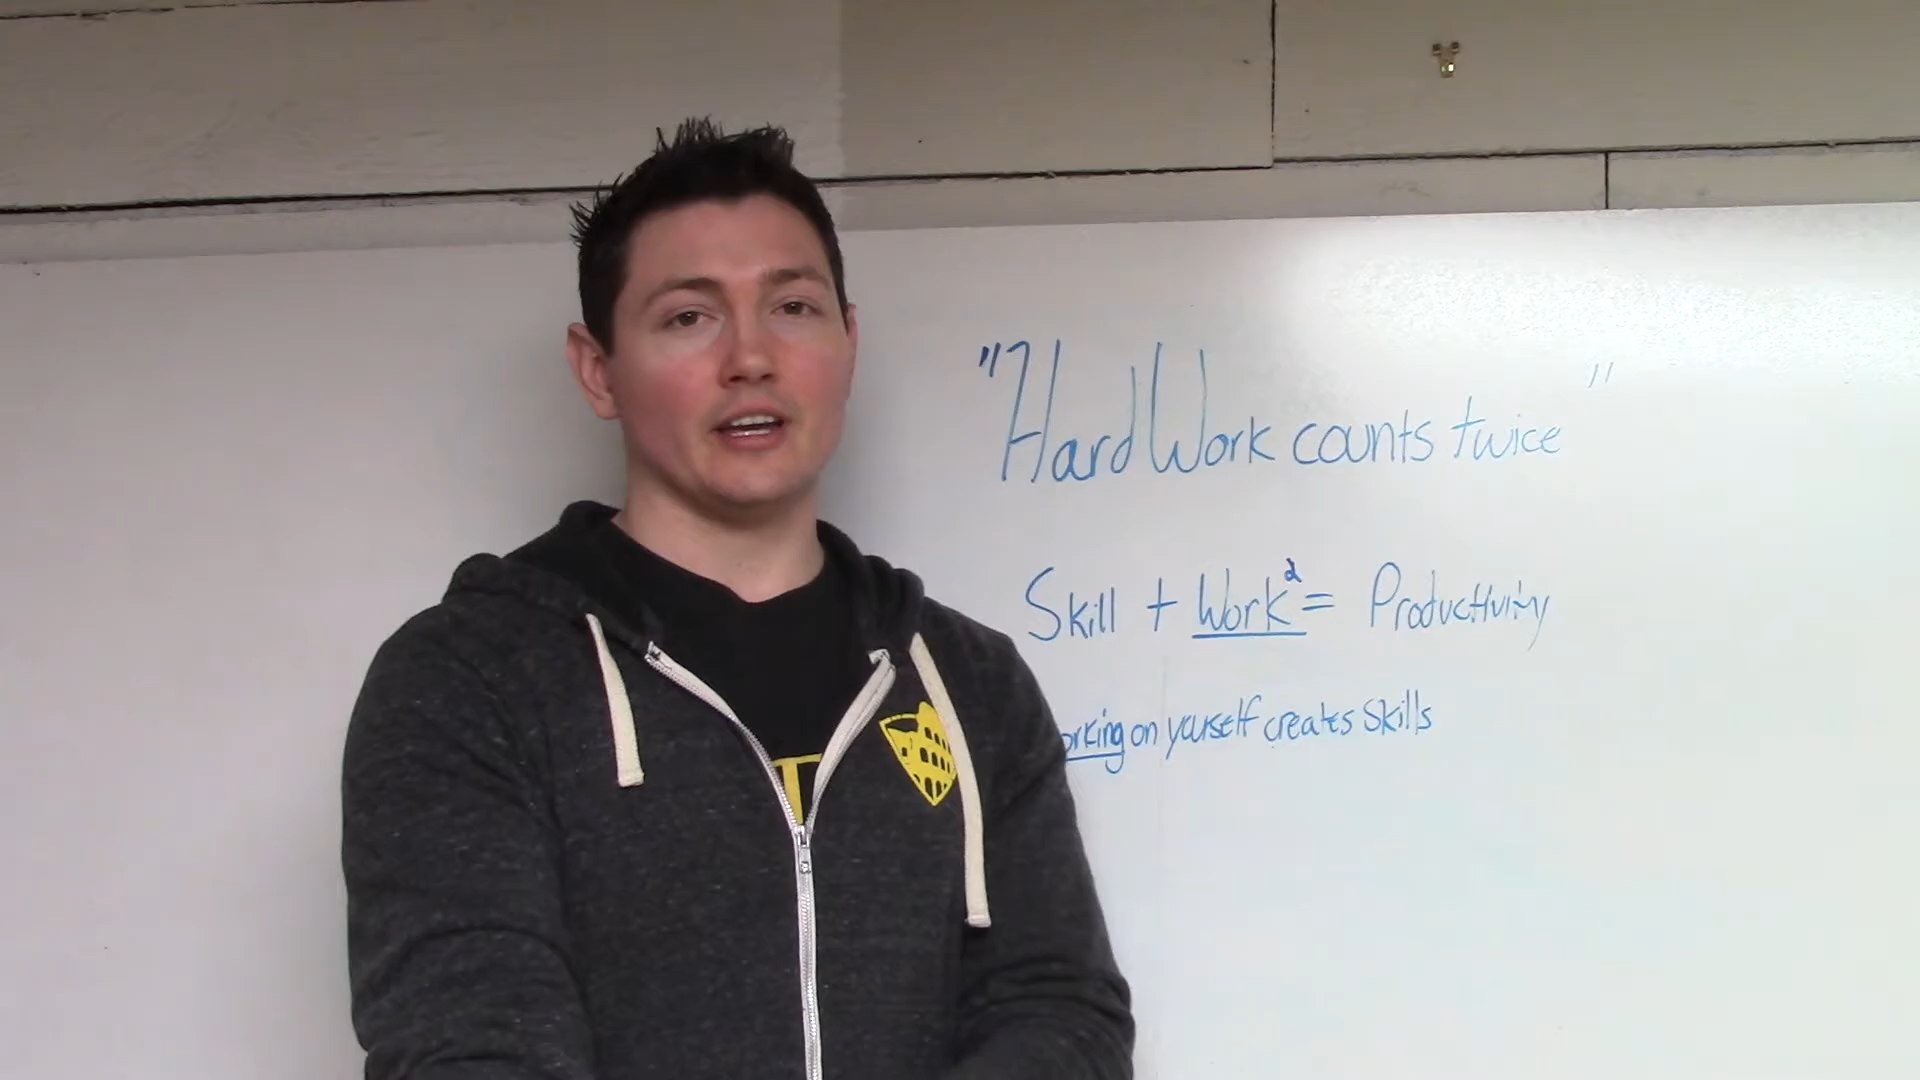 "Hard Work counts twice"
Skill + Work² = Productivity
orking on yourself creates Skills
T